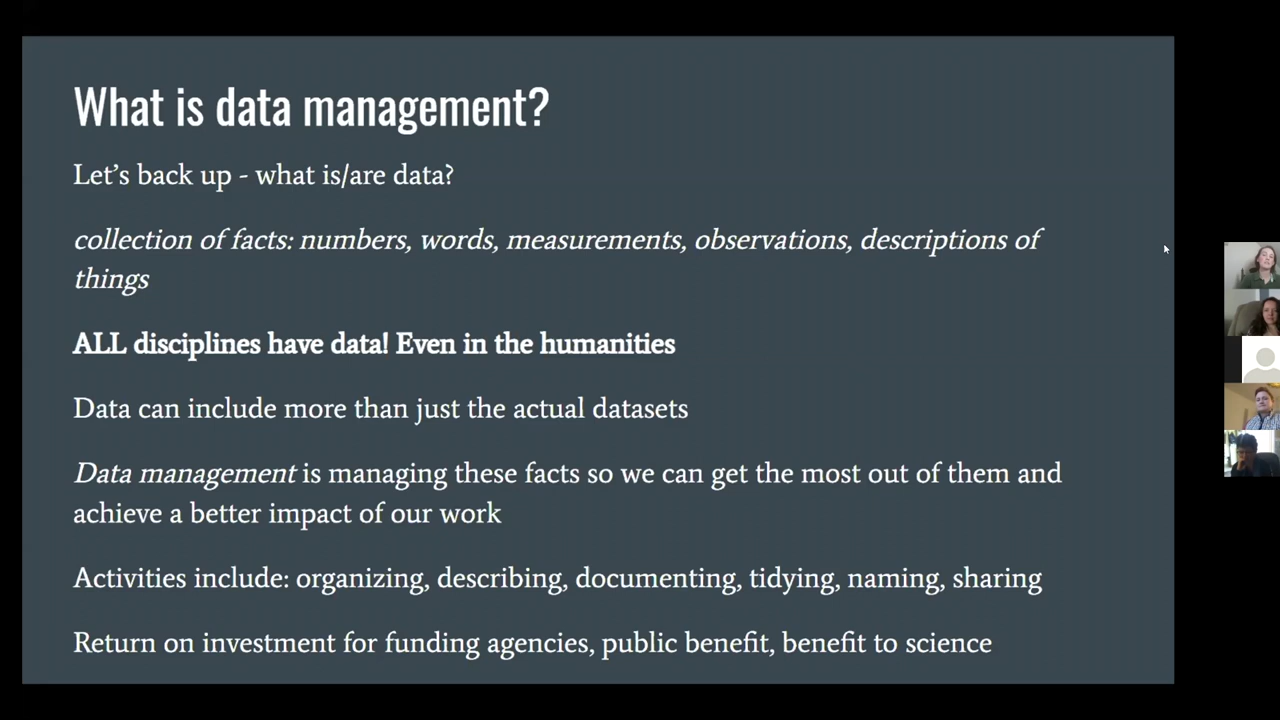 What is data management?
Let’s back up - what is/are data?
collection of facts: numbers, words, measurements, observations, descriptions of
things
ALL disciplines have data! Even in the humanities
Data can include more than just the actual datasets
Data management is managing these facts so we can get the most out of them and
achieve a better impact of our work
Activities include: organizing, describing, documenting, tidying, naming, sharing
Return on investment for funding agencies, public benefit, benefit to science